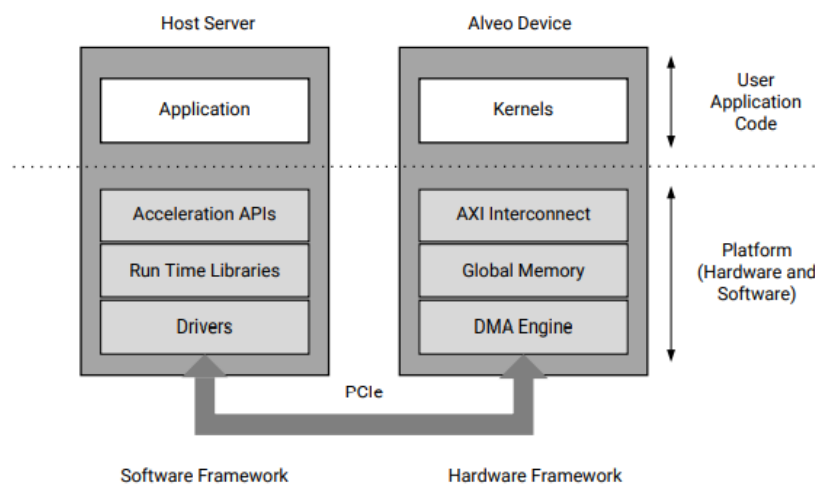 Host Server
Alveo Device
Application
Kernels
User
Application
Code
Acceleration APIs
AXI Interconnect
Run Time Libraries
Global Memory
Platform
(Hardware and
Software)
Drivers
DMA Engine
PCIe
Software Framework
Hardware Framework